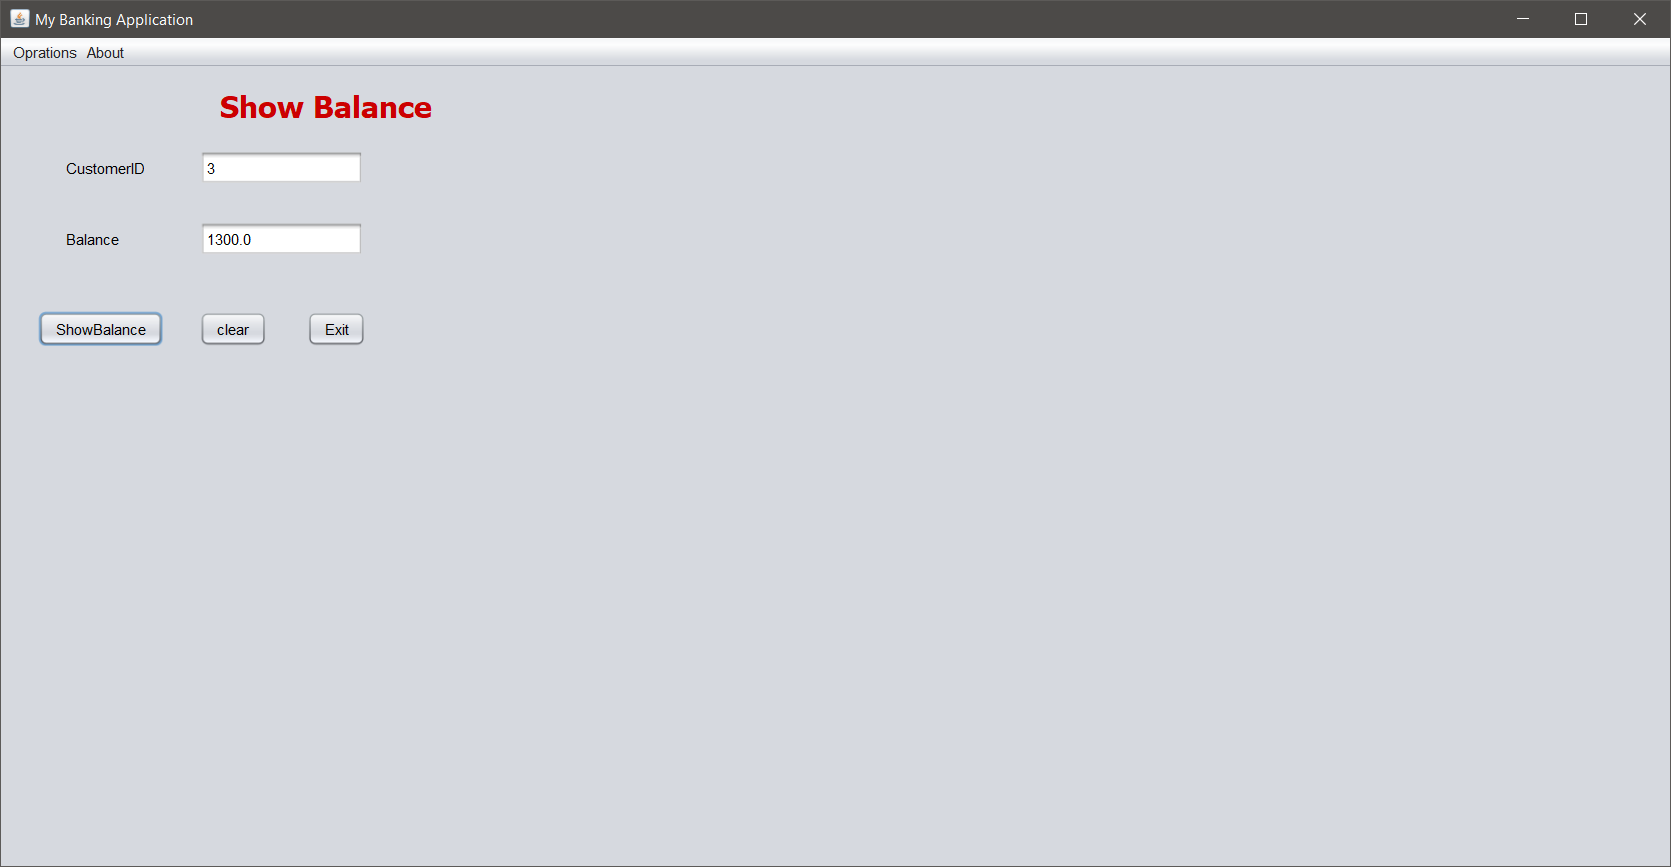 My Banking Application
Oprations About
Show Balance
CustomerID 3
Balance 1300.0
ShowBalance clear Exit